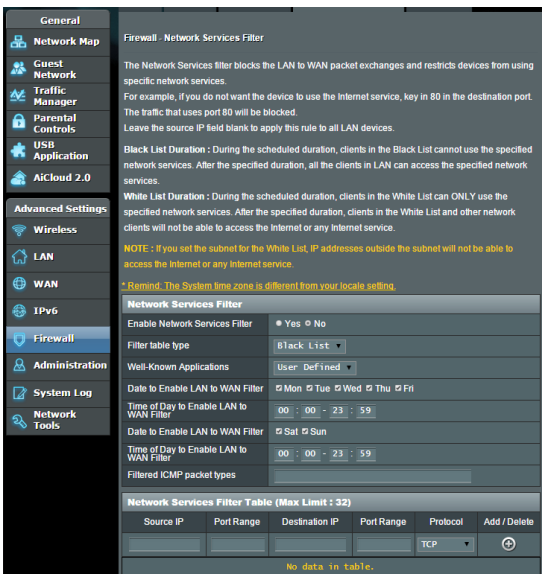 General
Network Map
Guest
Network
Traffic
Manager
Parental
Controls
USB
Application
AiCloud 2.0
Advanced Settings
Wireless
LAN
WAN
IPv6
Firewall
Administration
System Log
Network
Tools
Firewall - Network Services Filter
The Network Services filter blocks the LAN to WAN packet exchanges and restricts devices from using
specific network services.
For example, if you do not want the device to use the Internet service, key in 80 in the destination port.
The traffic that uses port 80 will be
blocked.
Leave the source IP field blank to apply this rule to all LAN devices.
Black List Duration : During the scheduled duration, clients in the Black List cannot use the specified
network services. After the specified duration, all the clients in LAN can access the specified network
services.
White List Duration : During the scheduled duration, clients in the White List can ONLY use the
specified network services. After the specified duration, clients in the White List and other network
clients will not be able to access the Internet or any Internet service.
NOTE : If you set the subnet for the White List, IP addresses outside the subnet will not be able to
access the Internet or any Internet service.
* Remind: The System time zone is different from your locale setting.
Network Services Filter
Enable Network Services Filter Yes No
Filter table type Black List
Well-Known Applications User Defined
Date to Enable LAN to WAN Filter Mon Tue Wed Thu Fri
Time of Day to Enable LAN to
WAN Filter 00 : 00 - 23 : 59
Date to Enable LAN to WAN Filter Sat Sun
Time of Day to Enable LAN to
WAN Filter 00 : 00 - 23 : 59
Filtered ICMP packet types
Network Services Filter Table (Max Limit : 32)
Source IP Port Range Destination IP Port Range Protocol Add / Delete
TCP
No data in table.